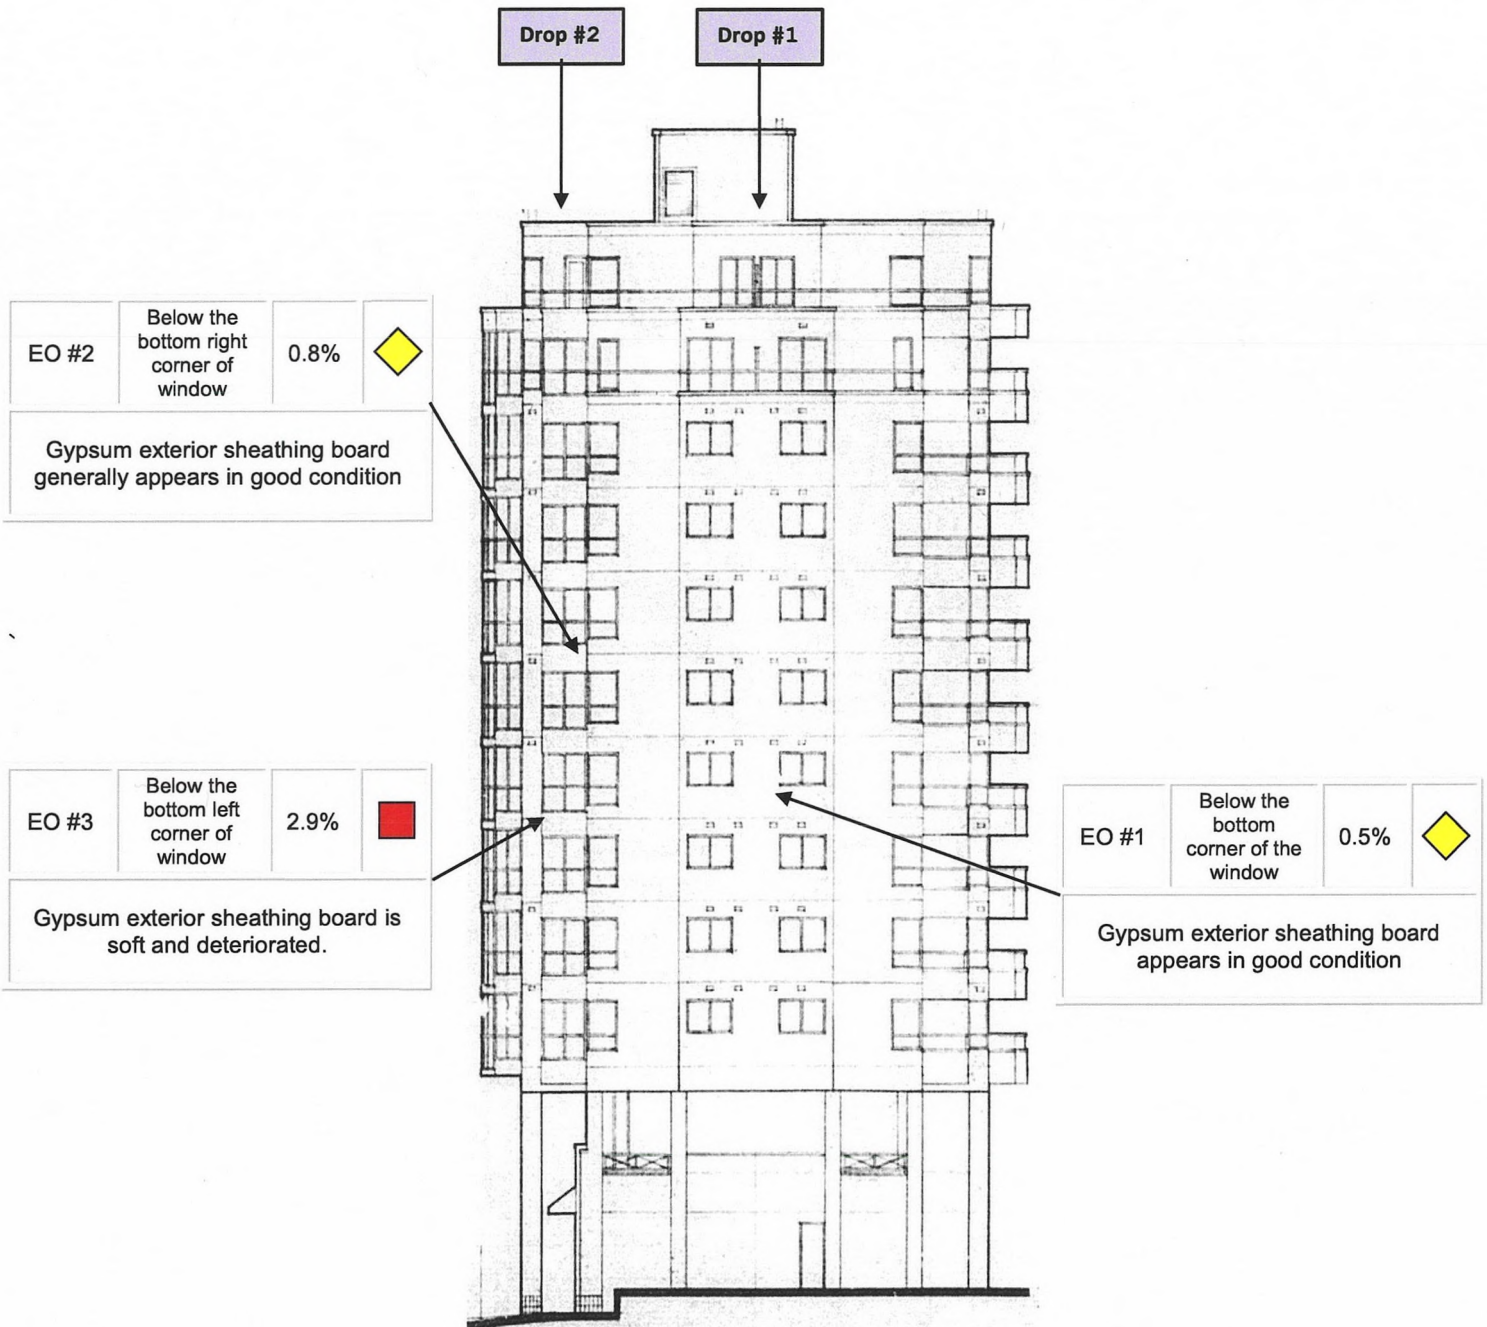 Drop #2
Drop #1
EO #2
Below the
bottom right
corner of
window
0.8%
Gypsum exterior sheathing board
generally appears in good condition
EO #3
Below the
bottom left
corner of
window
2.9%
Gypsum exterior sheathing board is
soft and deteriorated.
EO #1
Below the
bottom
corner of the
window
0.5%
Gypsum exterior sheathing board
appears in good condition